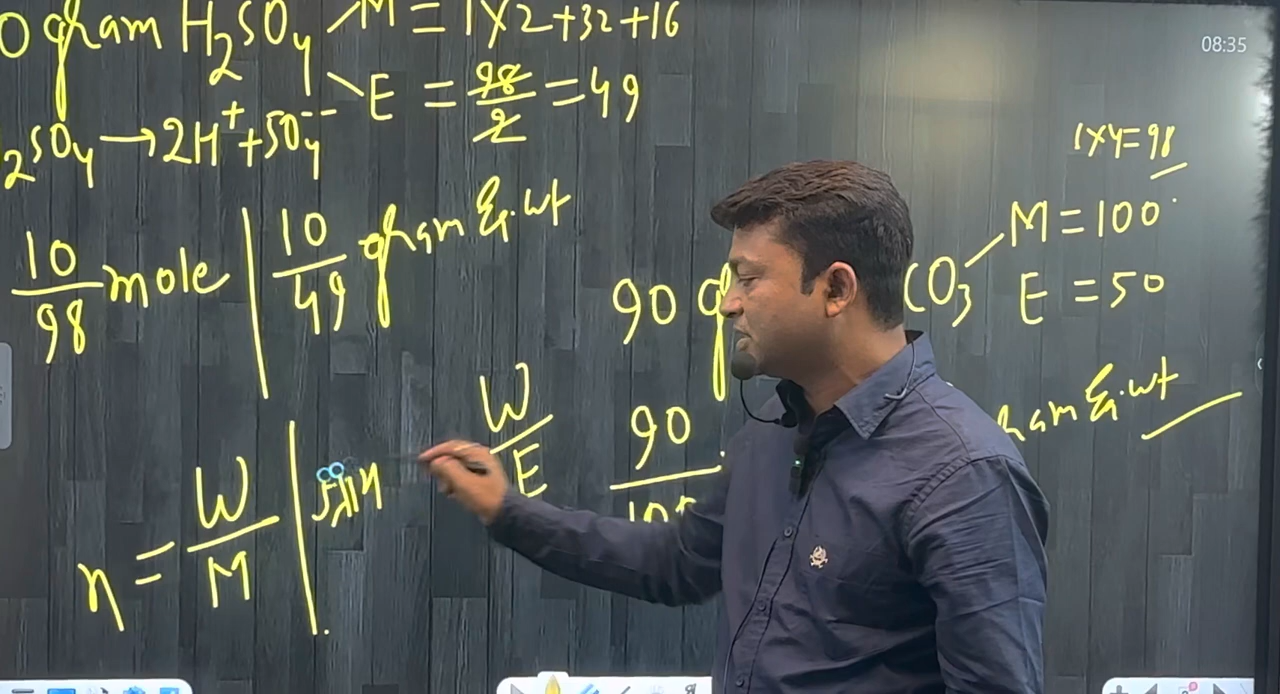 0 gram H2SO4 M = 1×2+32+16
E = 98/2 = 49
2SO4 → 2H+ + SO4--
08:35
1×4=98
10/98 mole | 10/49 gram Eq.wt
90 g
CO3 M = 100
E = 50
W/E 90
ram Eq.wt
n = W/M |